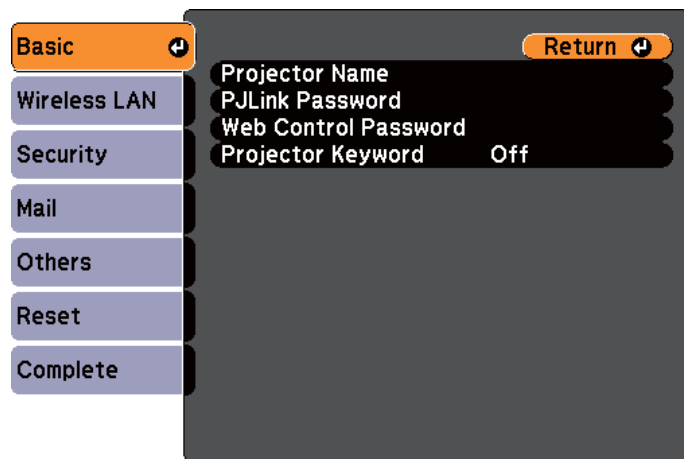 Basic
Return
Projector Name
PJLink Password
Web Control Password
Projector Keyword Off
Wireless LAN
Security
Mail
Others
Reset
Complete